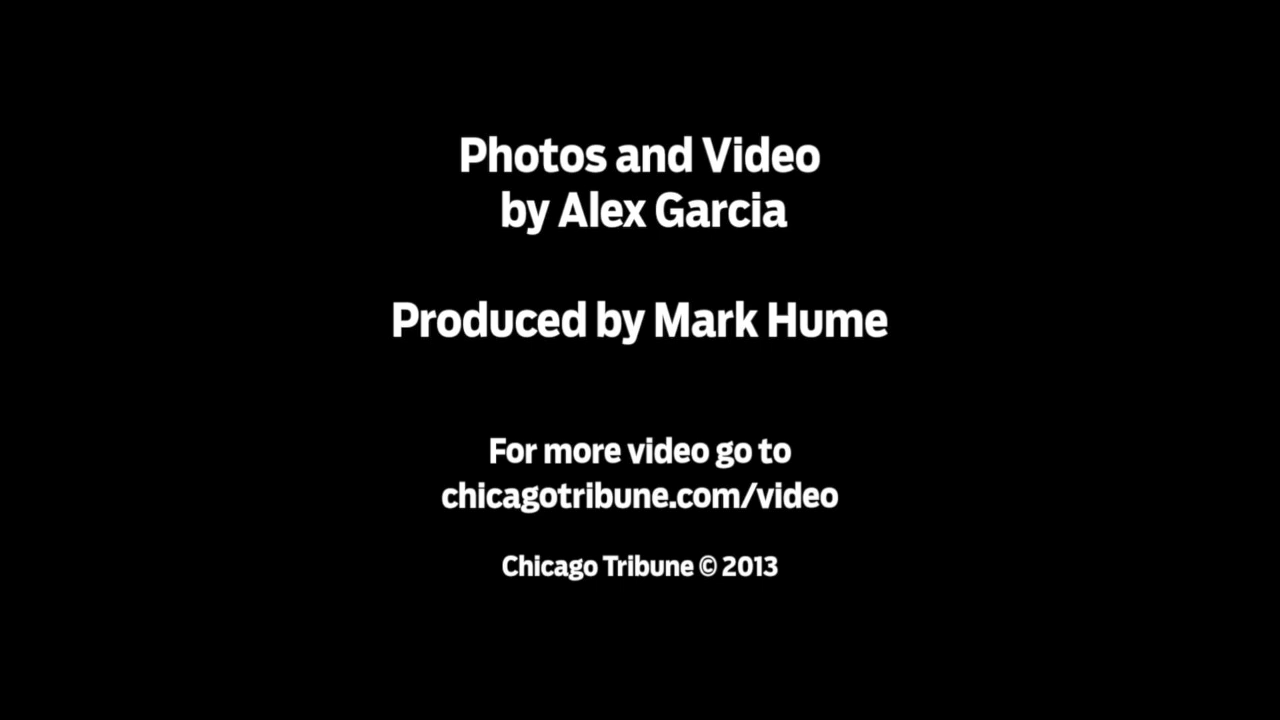 Photos and Video
by Alex Garcia
Produced by Mark Hume
For more video go to
chicagotribune.com/video
Chicago Tribune © 2013